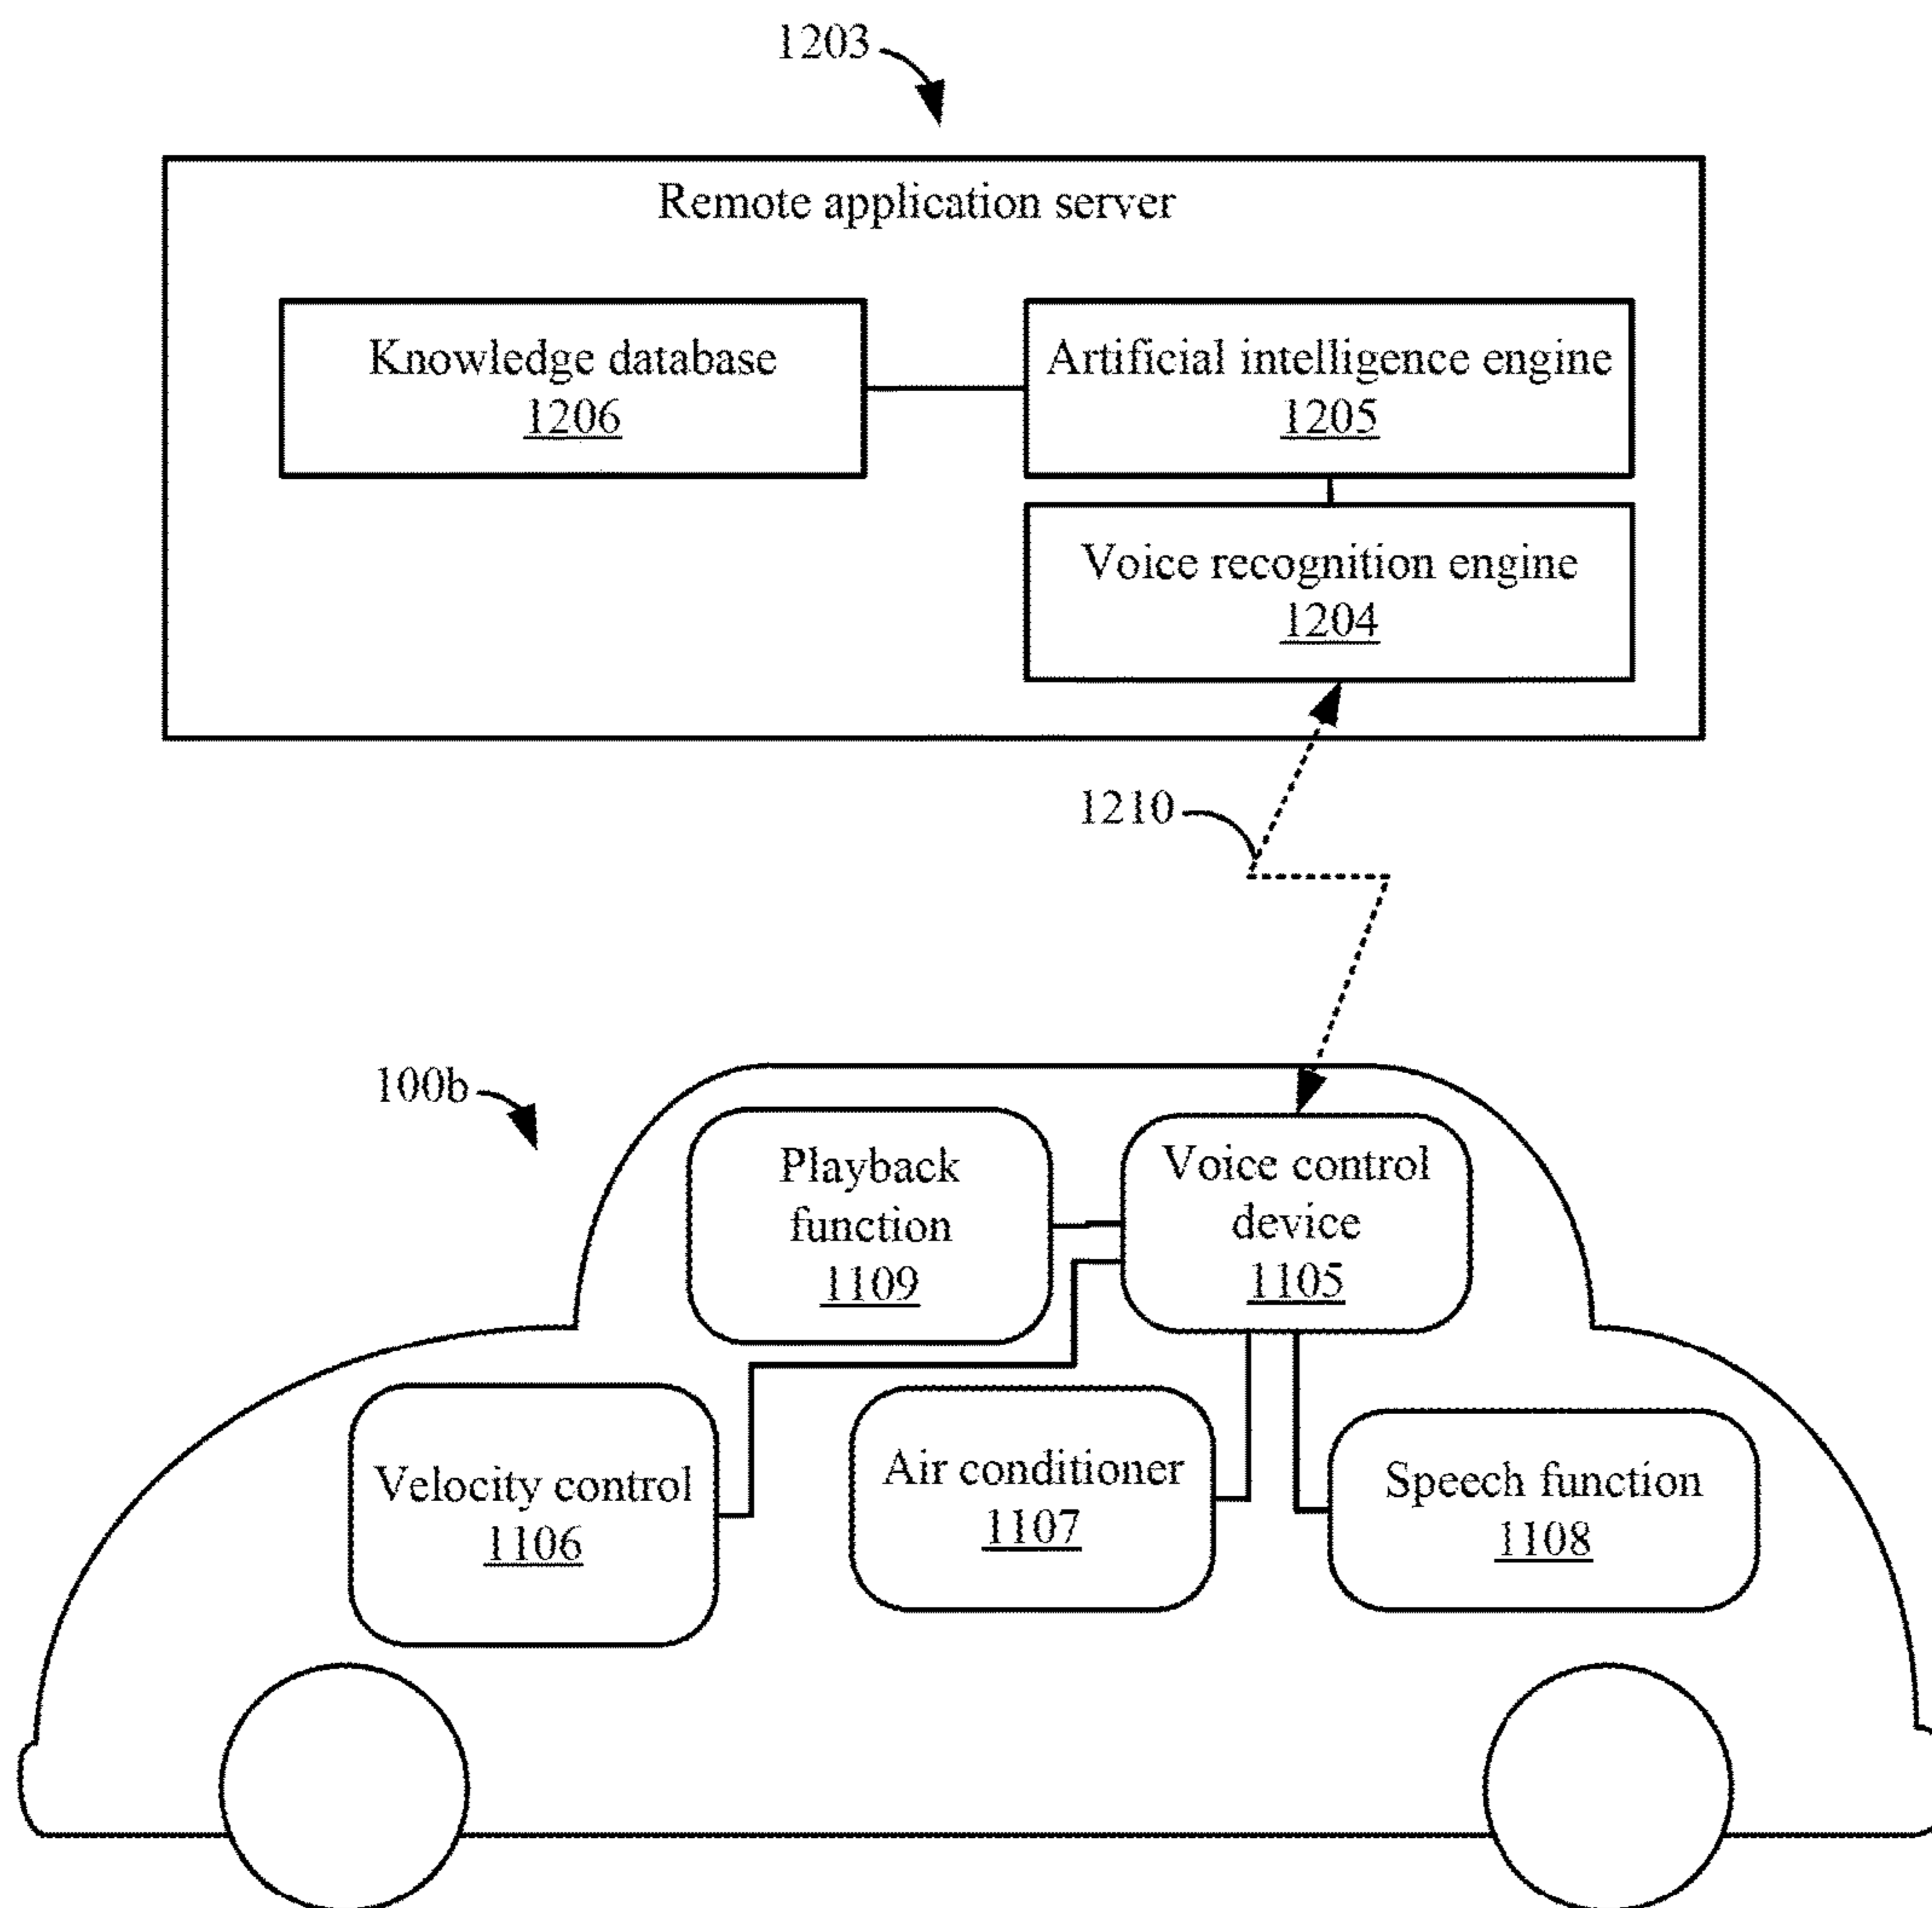 1203
Remote application server
Knowledge database
1206
Artificial intelligence engine
1205
Voice recognition engine
1204
1210
100b
Playback
function
1109
Voice control
device
1105
Velocity control
1106
Air conditioner
1107
Speech function
1108